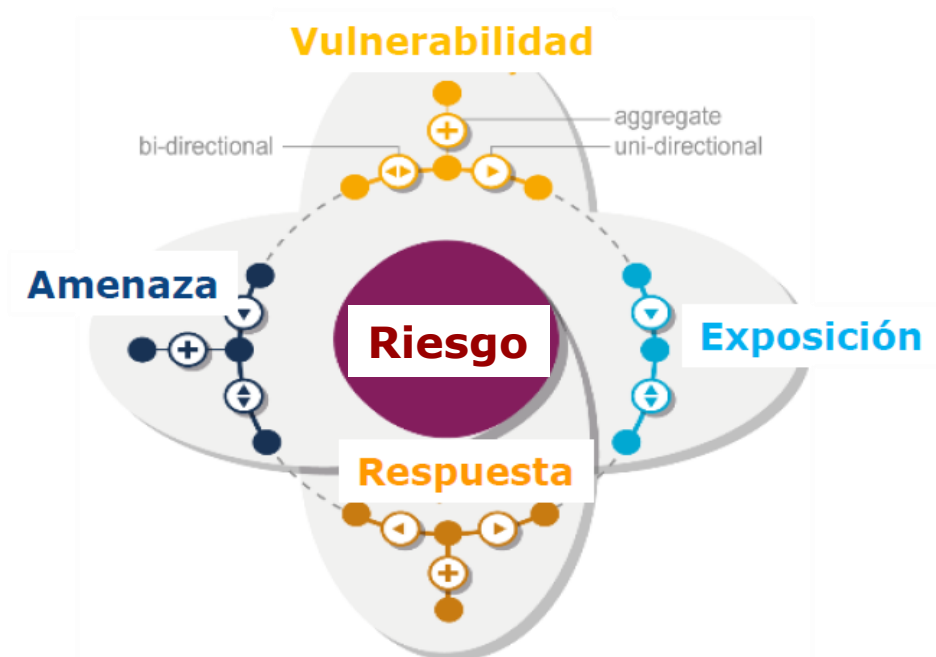 Vulnerabilidad
aggregate
bi-directional
uni-directional
Amenaza
Riesgo
Exposición
Respuesta